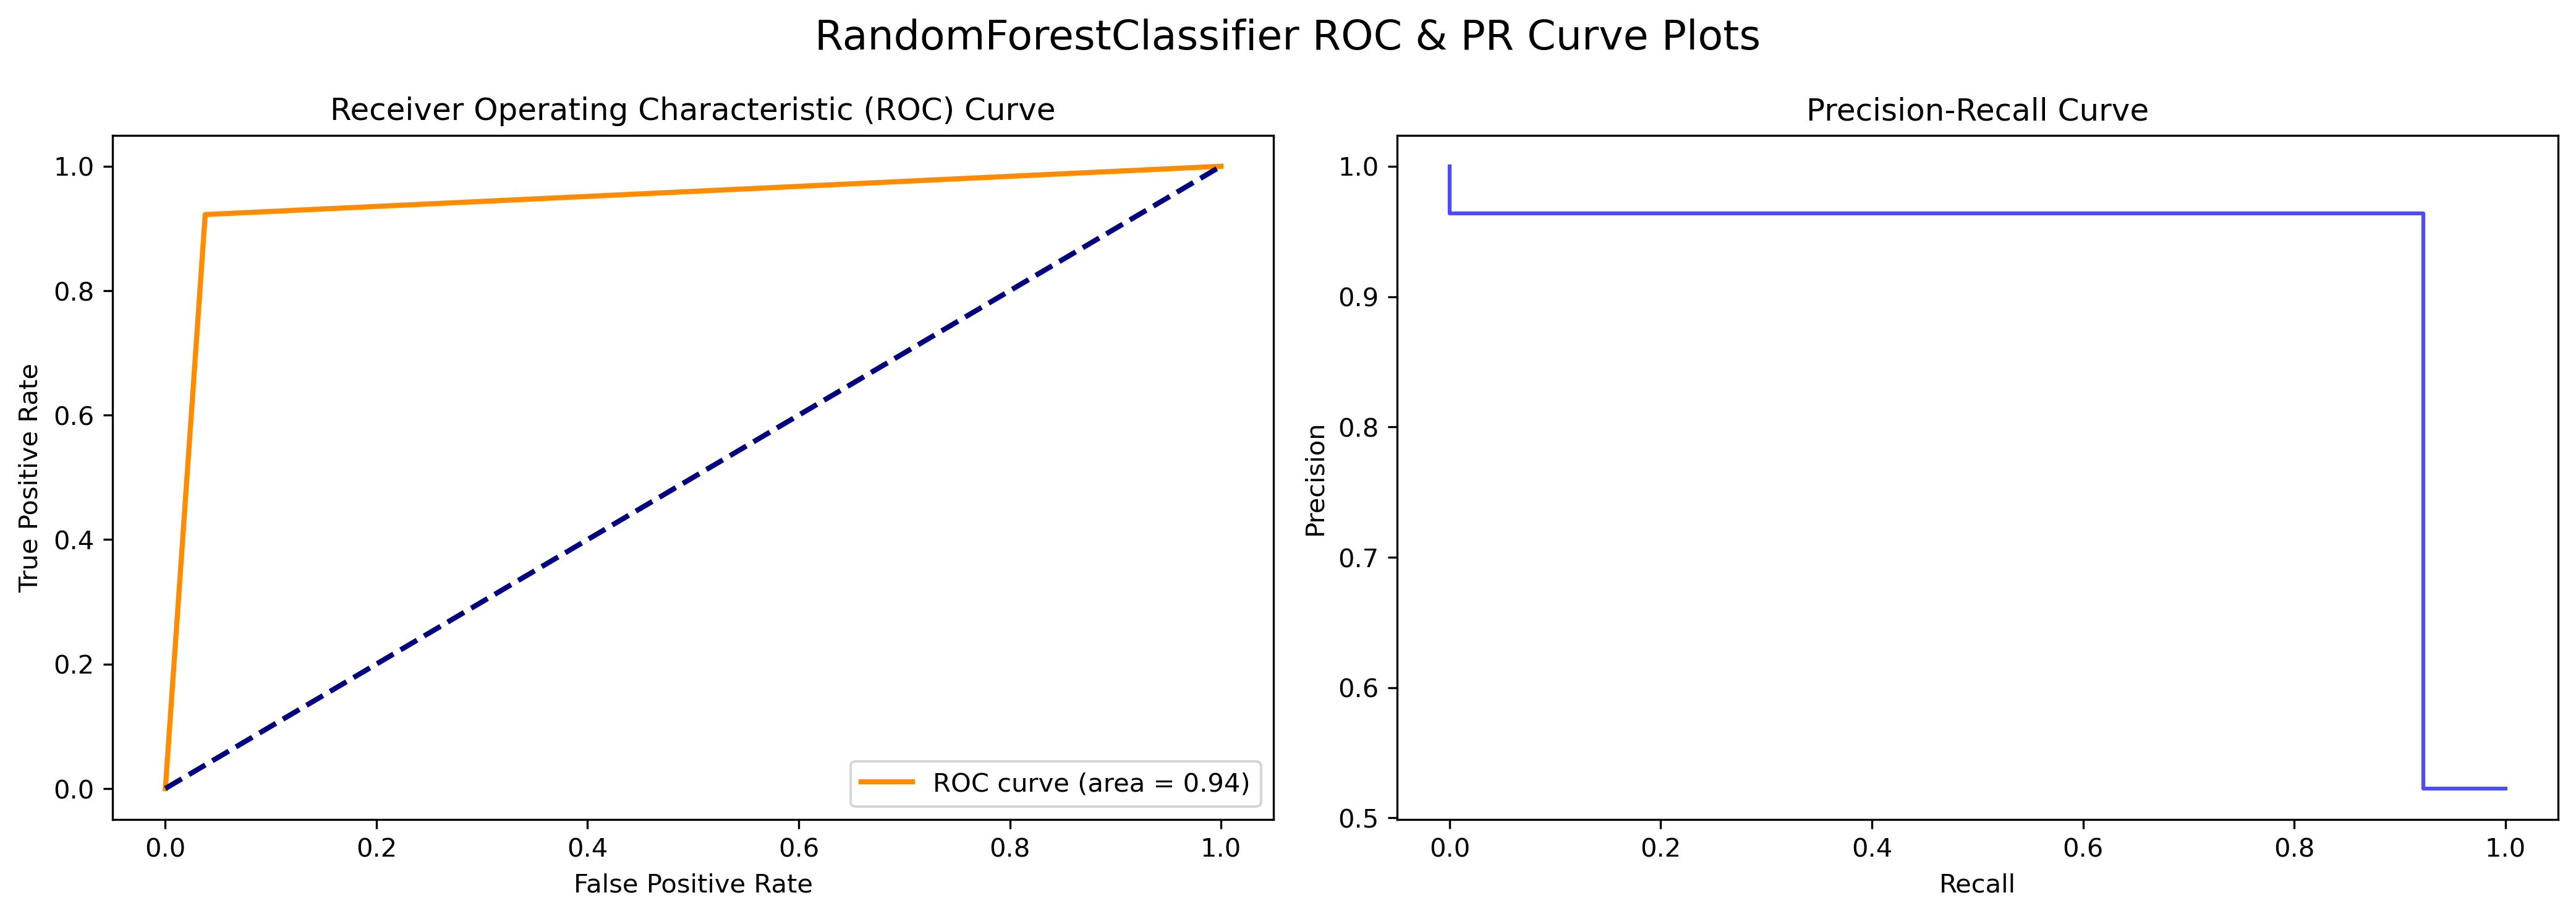 RandomForestClassifier ROC & PR Curve Plots
Receiver Operating Characteristic (ROC) Curve
True Positive Rate
1.0
0.8
0.6
0.4
0.2
0.0
ROC curve (area = 0.94)
0.0 0.2 0.4 0.6 0.8 1.0
False Positive Rate
Precision-Recall Curve
Precision
1.0
0.9
0.8
0.7
0.6
0.5
0.0 0.2 0.4 0.6 0.8 1.0
Recall